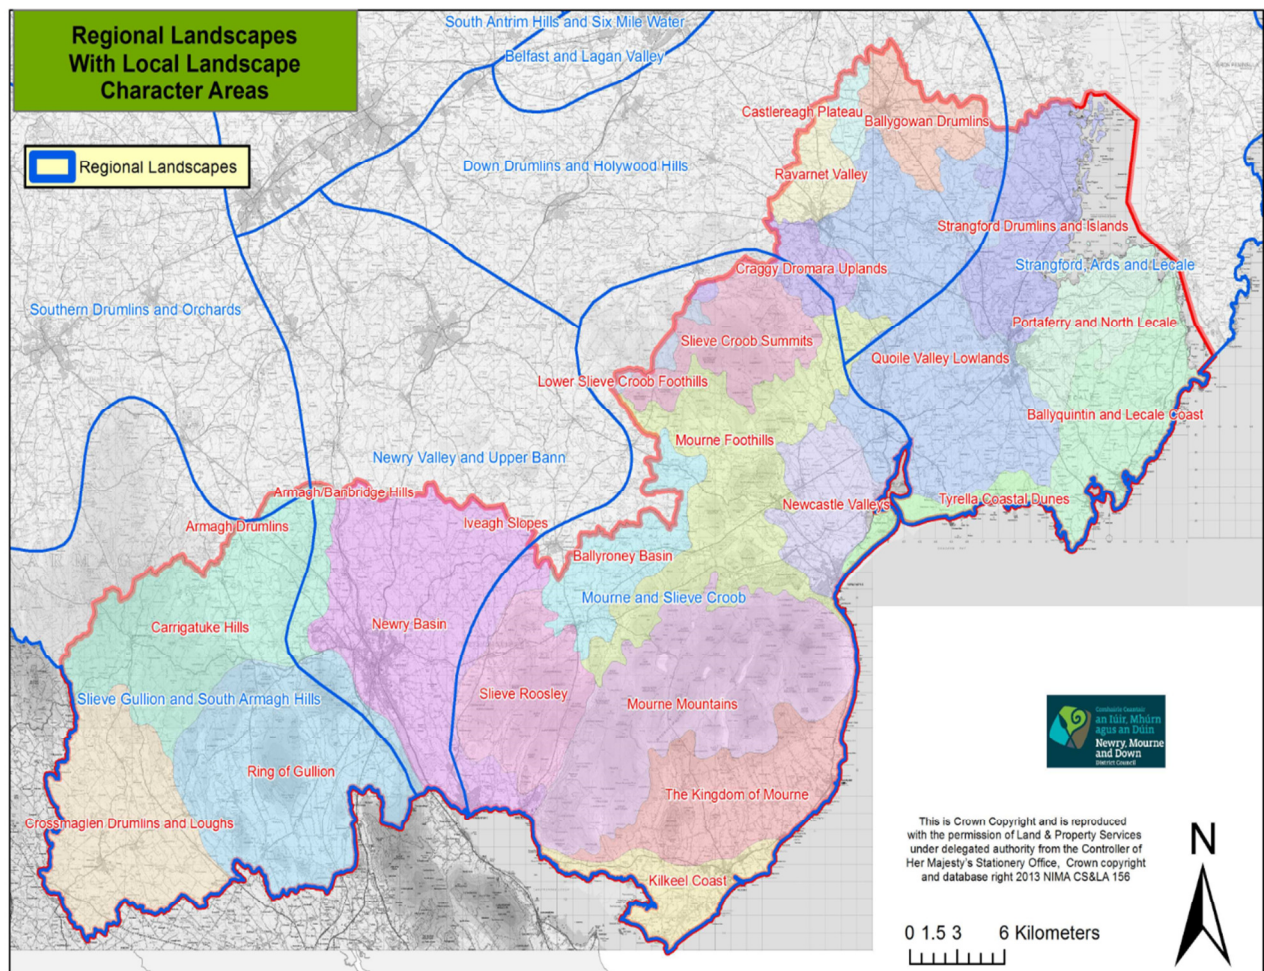 Regional Landscapes
With Local Landscape
Character Areas
Regional Landscapes
South Antrim Hills and Six Mile Water
Belfast and Lagan Valley
Castlereagh Plateau
Ballygowan Drumlins
Down Drumlins and Holywood Hills
Ravarnet Valley
Strangford Drumlins and Islands
Craggy Dromara Uplands
Strangford, Ards and Lecale
Southern Drumlins and Orchards
Portaferry and North Lecale
Slieve Croob Summits
Quoile Valley Lowlands
Lower Slieve Croob Foothills
Ballyquintin and Lecale Coast
Mourne Foothills
Newry Valley and Upper Bann
Armagh/Banbridge Hills
Tyrella Coastal Dunes
Newcastle Valleys
Armagh Drumlins
Iveagh Slopes
Ballyroney Basin
Mourne and Slieve Croob
Carrigatuke Hills
Newry Basin
Slieve Roosley
Slieve Gullion and South Armagh Hills
Mourne Mountains
Ring of Gullion
The Kingdom of Mourne
Crossmaglen Drumlins and Loughs
Kilkeel Coast
Comhairle Ceantair
an Iúir, Mhúrn
agus an Dúin
Newry, Mourne
and Down
District Council
This is Crown Copyright and is reproduced
with the permission of Land & Property Services
under delegated authority from the Controller of
Her Majesty's Stationery Office, Crown copyright
and database right 2013 NIMA CS&LA 156
N
0 1.5 3 6 Kilometers